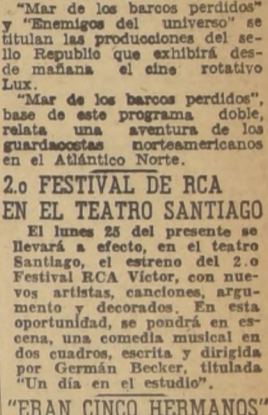 "Mar de los barcos perdidos"
y "Enemigos del universo" se
titulan las producciones del se-
llo Republic que exhibirá des-
de mañana el cine rotativo
Lux.
"Mar de los barcos perdidos",
base de este programa doble,
relata una aventura de los
guardacostas norteamericanos
en el Atlántico Norte.
2.o FESTIVAL DE RCA
EN EL TEATRO SANTIAGO
El lunes 25 del presente se
llevará a efecto, en el teatro
Santiago, el estreno del 2.o
Festival RCA Víctor, con nue-
vos artistas, canciones, argu-
mento y decorados. En esta
oportunidad, se pondrá en es-
cena, una comedia musical en
dos cuadros, escrita y dirigida
por Germán Becker, titulada
"Un día en el estudio".
"ERAN CINCO HERMANOS"